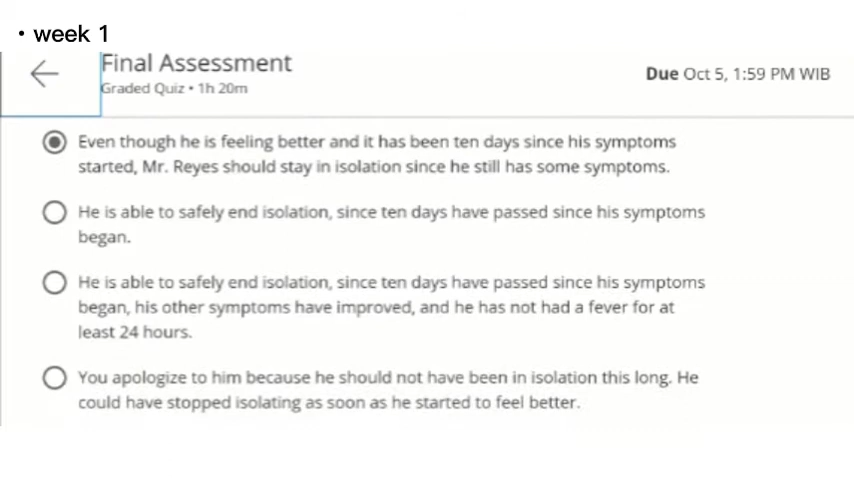 • week 1
Final Assessment
Due Oct 5, 1:59 PM WIB
Graded Quiz • 1h 20m
Even though he is feeling better and it has been ten days since his symptoms
started, Mr. Reyes should stay in isolation since he still has some symptoms.
He is able to safely end isolation, since ten days have passed since his symptoms
began.
He is able to safely end isolation, since ten days have passed since his symptoms
began, his other symptoms have improved, and he has not had a fever for at
least 24 hours.
You apologize to him because he should not have been in isolation this long. He
could have stopped isolating as soon as he started to feel better.